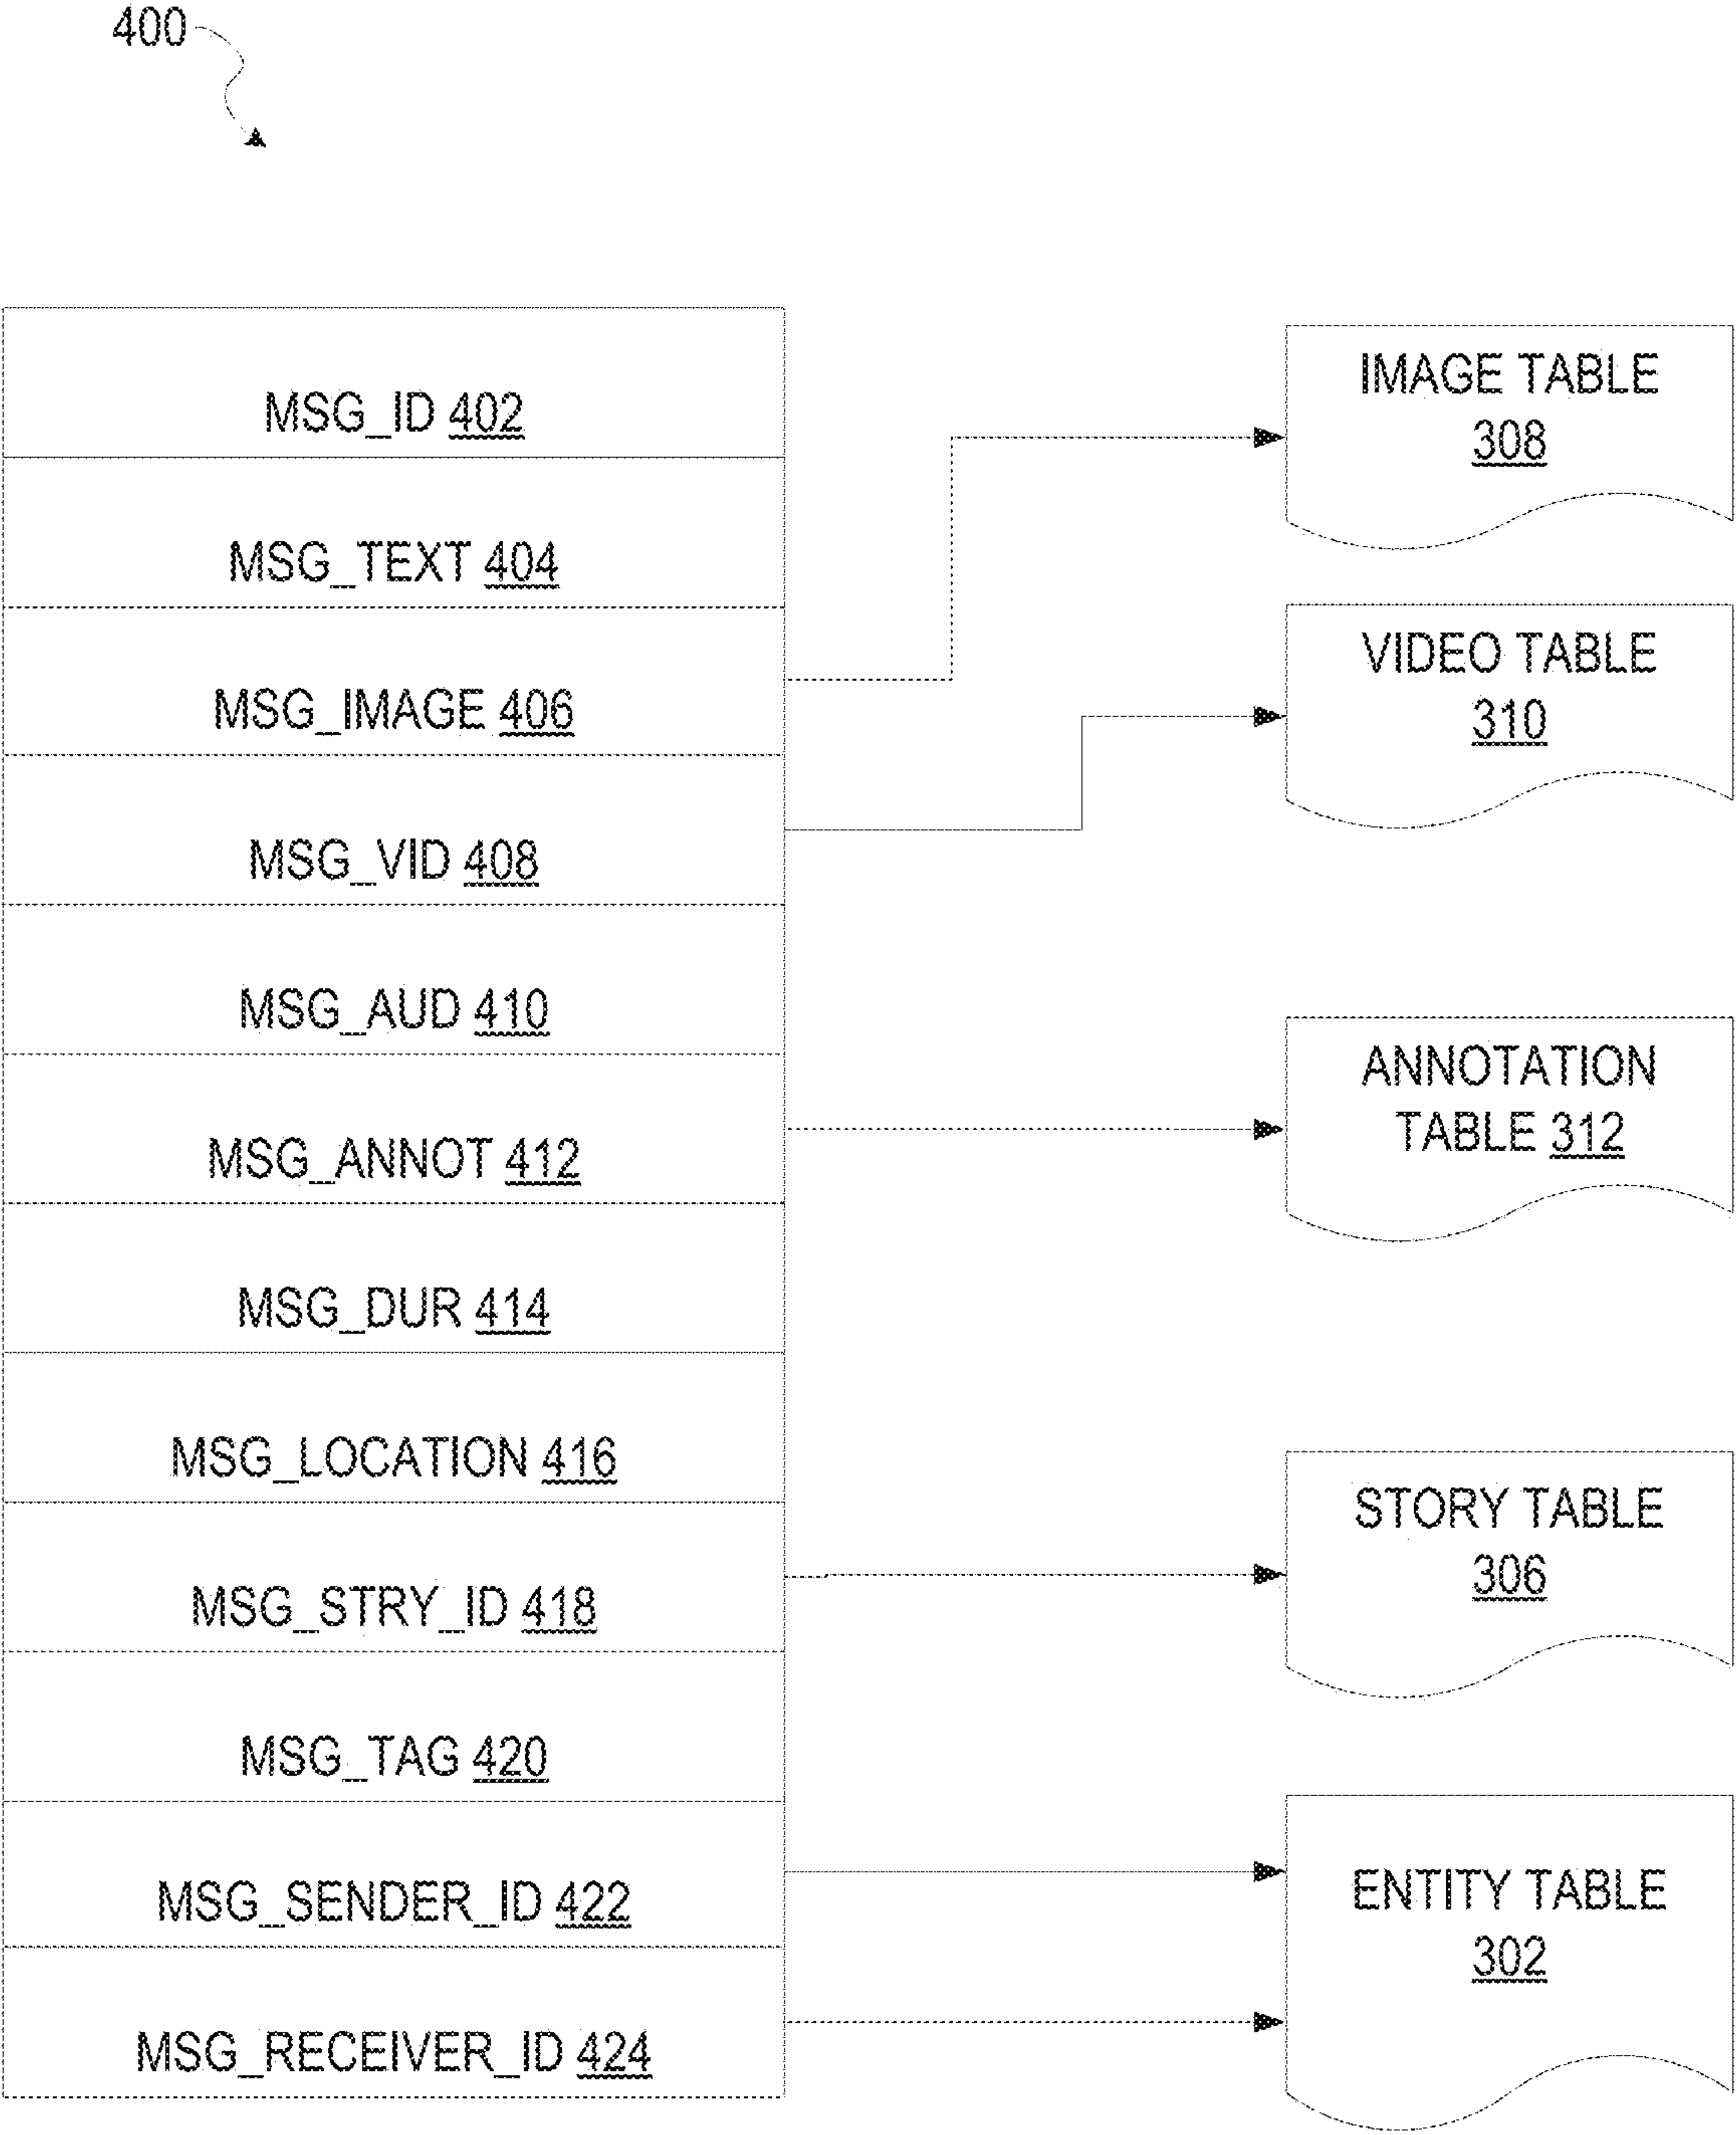 400
MSG_ID 402
MSG_TEXT 404
MSG_IMAGE 406
MSG_VID 408
MSG_AUD 410
MSG_ANNOT 412
MSG_DUR 414
MSG_LOCATION 416
MSG_STRY_ID 418
MSG_TAG 420
MSG_SENDER_ID 422
MSG_RECEIVER_ID 424
IMAGE TABLE
308
VIDEO TABLE
310
ANNOTATION
TABLE 312
STORY TABLE
306
ENTITY TABLE
302